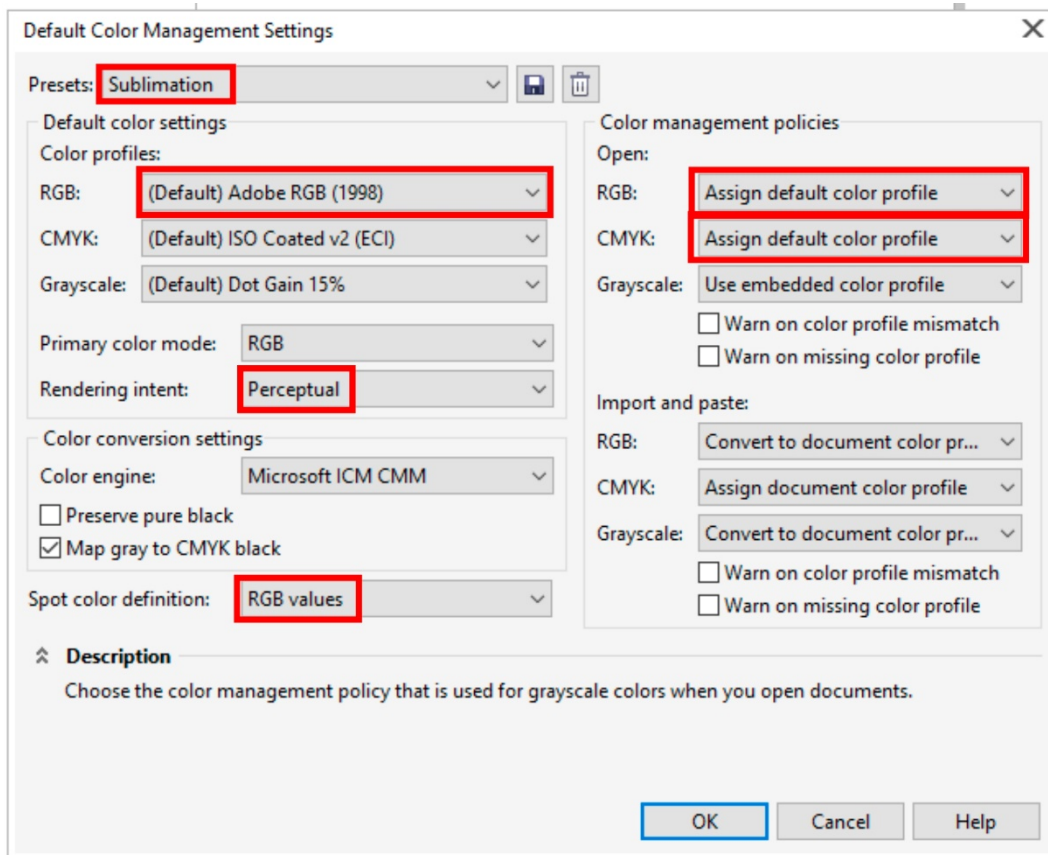 Default Color Management Settings
Presets: Sublimation
Default color settings
Color profiles:
RGB: (Default) Adobe RGB (1998)
CMYK: (Default) ISO Coated v2 (ECI)
Grayscale: (Default) Dot Gain 15%
Primary color mode: RGB
Rendering intent: Perceptual
Color conversion settings
Color engine: Microsoft ICM CMM
Preserve pure black
Map gray to CMYK black
Spot color definition: RGB values
Color management policies
Open:
RGB: Assign default color profile
CMYK: Assign default color profile
Grayscale: Use embedded color profile
Warn on color profile mismatch
Warn on missing color profile
Import and paste:
RGB: Convert to document color pr...
CMYK: Assign document color profile
Grayscale: Convert to document color pr...
Warn on color profile mismatch
Warn on missing color profile
Description
Choose the color management policy that is used for grayscale colors when you open documents.
OK Cancel Help